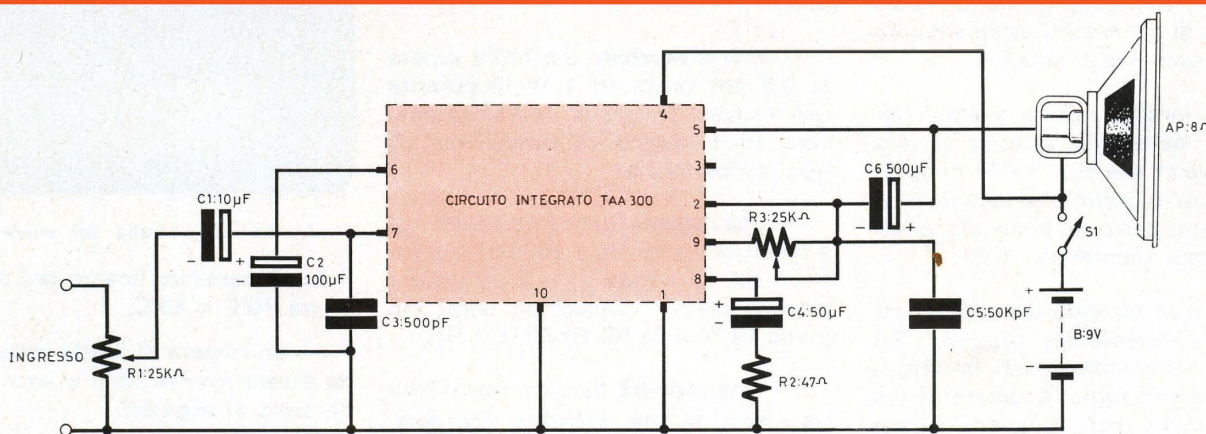 4
5
AP:8Ω
6
3
C6 500µF
C1:10µF
CIRCUITO INTEGRATO TAA 300
2
R3:25KΩ
S1
7
9
-
+
-
+
C2
100µF
8
+
-
C4:50µF
C5:50KpF
+
B:9V
-
10
1
C3:500pF
INGRESSO
R1:25KΩ
R2:47Ω